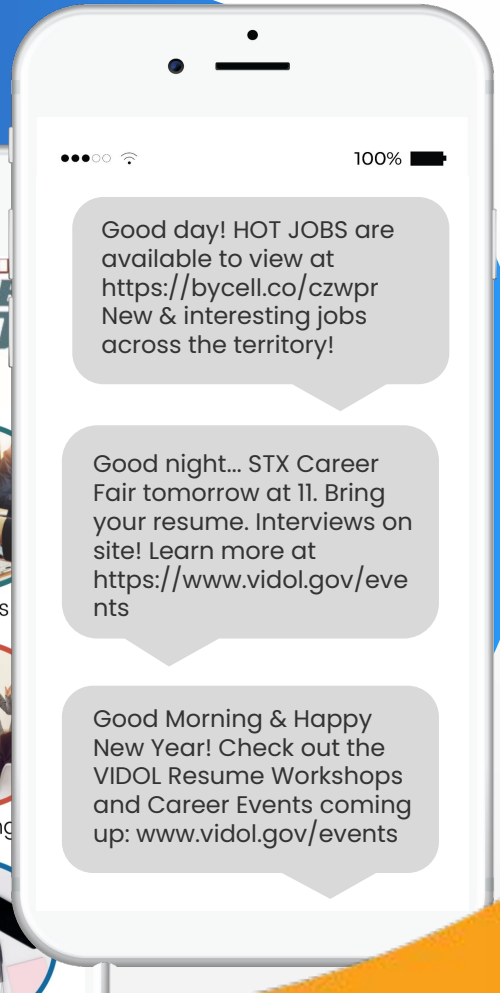 100%
Good day! HOT JOBS are
available to view at
https://bycell.co/czwpr
New & interesting jobs
across the territory!
Good night... STX Career
Fair tomorrow at 11. Bring
your resume. Interviews on
site! Learn more at
https://www.vidol.gov/eve
nts
Good Morning & Happy
New Year! Check out the
VIDOL Resume Workshops
and Career Events coming
up: www.vidol.gov/events